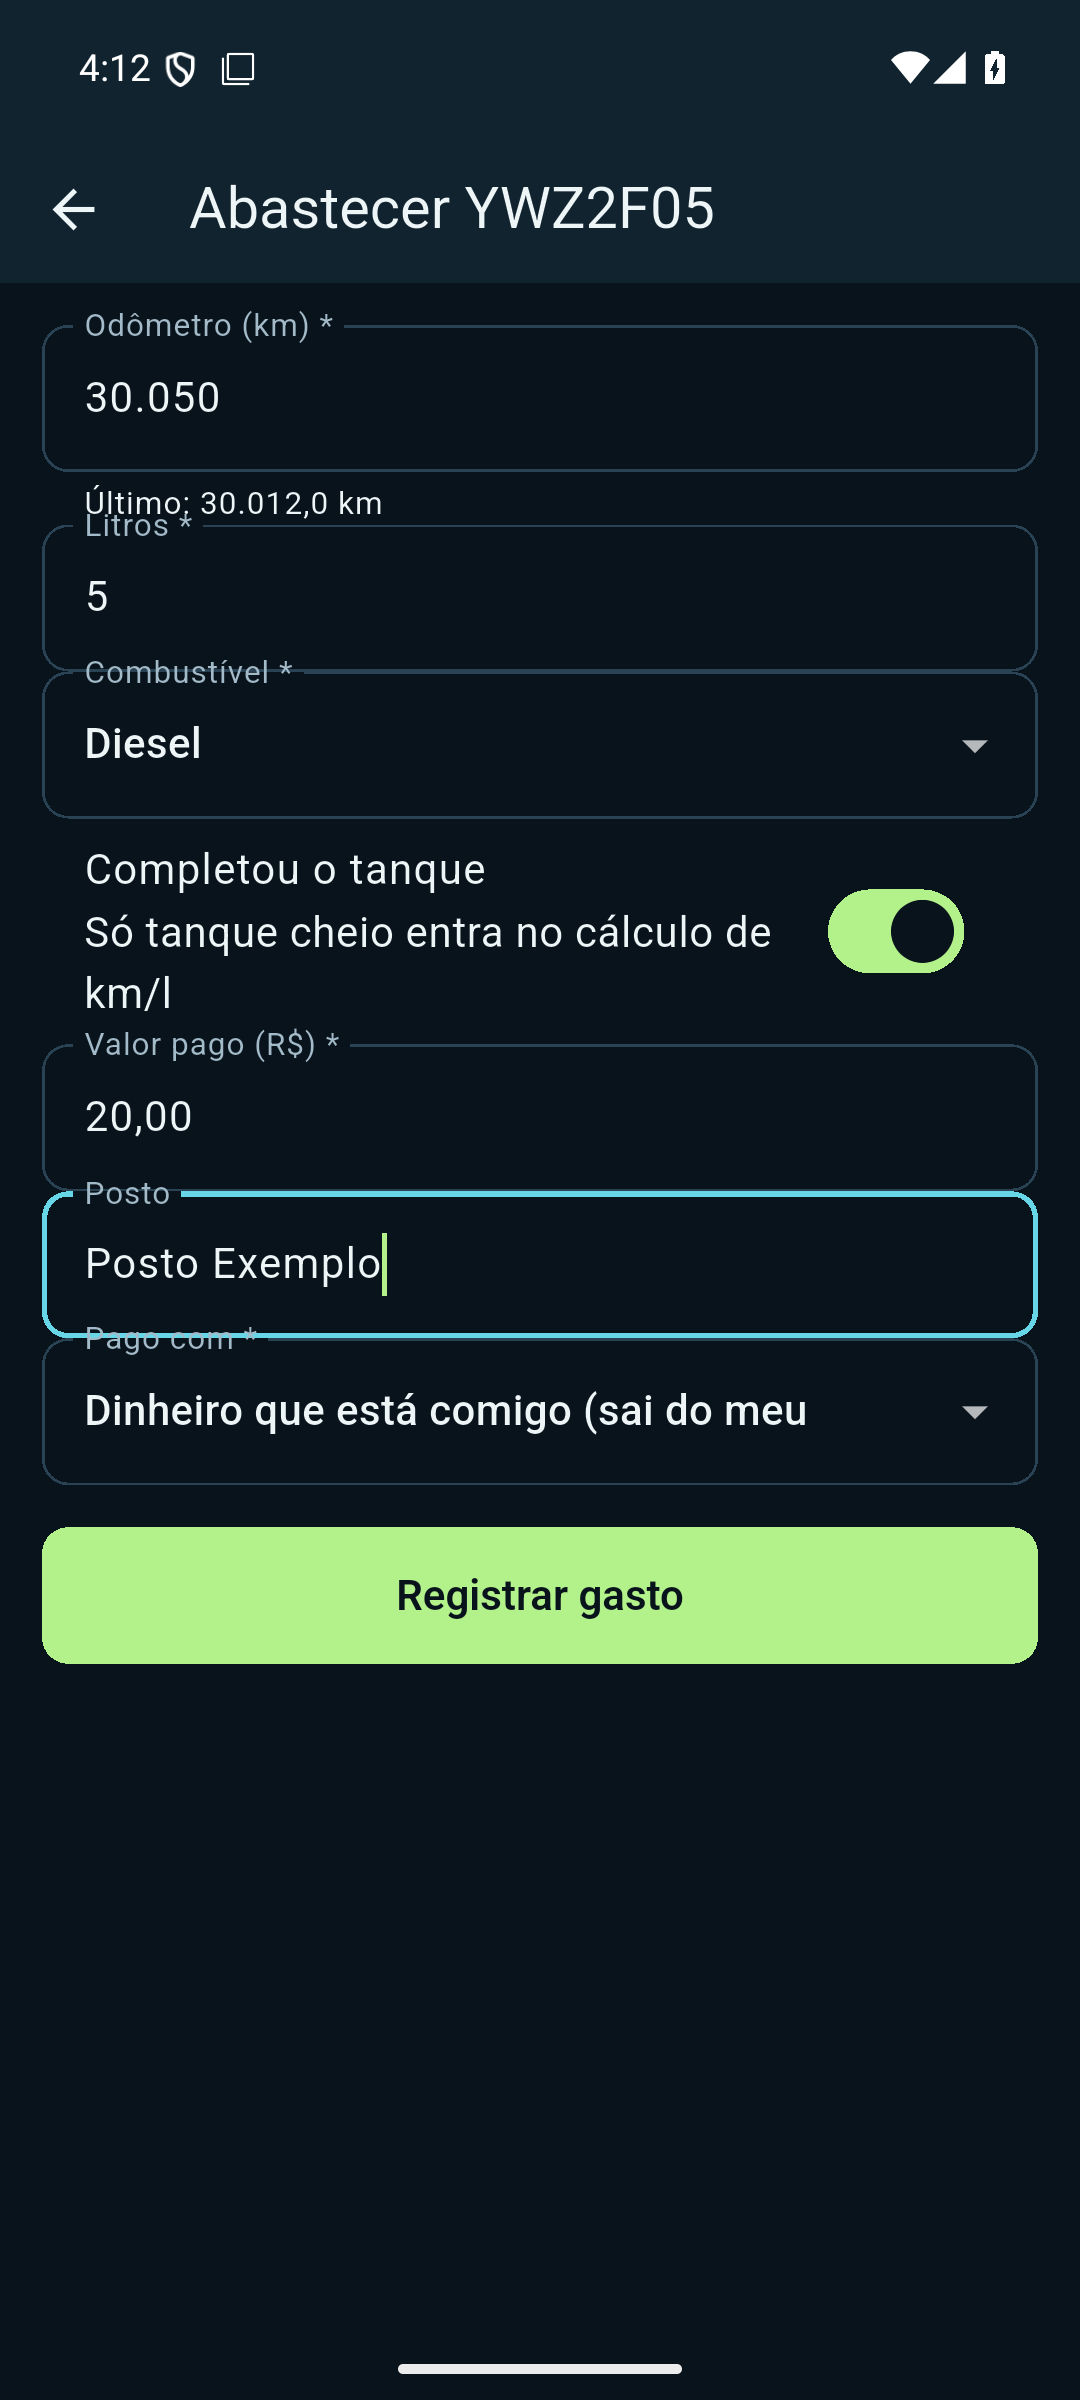 4:12
Abastecer YWZ2F05
Odômetro (km) *
30.050
Último: 30.012,0 km
Litros *
5
Combustível *
Diesel
Completou o tanque
Só tanque cheio entra no cálculo de
km/l
Valor pago (R$) *
20,00
Posto
Posto Exemplo
Pago com *
Dinheiro que está comigo (sai do meu
Registrar gasto